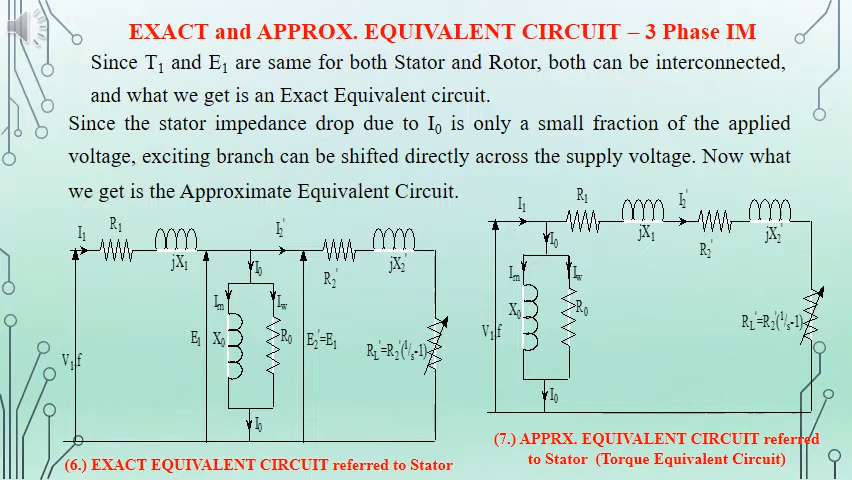 EXACT and APPROX. EQUIVALENT CIRCUIT – 3 Phase IM
Since T1 and E1 are same for both Stator and Rotor, both can be interconnected,
and what we get is an Exact Equivalent circuit.
Since the stator impedance drop due to I0 is only a small fraction of the applied
voltage, exciting branch can be shifted directly across the supply voltage. Now what
we get is the Approximate Equivalent Circuit.
I1
R1
jX1
I2'
R2'
jX2'
I0
Im
Iw
E1
X0
R0
E2'=E1
RL'=R2'(1/s-1)
V1,f
I0
(6.) EXACT EQUIVALENT CIRCUIT referred to Stator
I1
R1
jX1
I2'
R2'
jX2'
I0
Im
Iw
X0
R0
V1,f
RL'=R2'(1/s-1)
I0
(7.) APPRX. EQUIVALENT CIRCUIT referred
to Stator (Torque Equivalent Circuit)